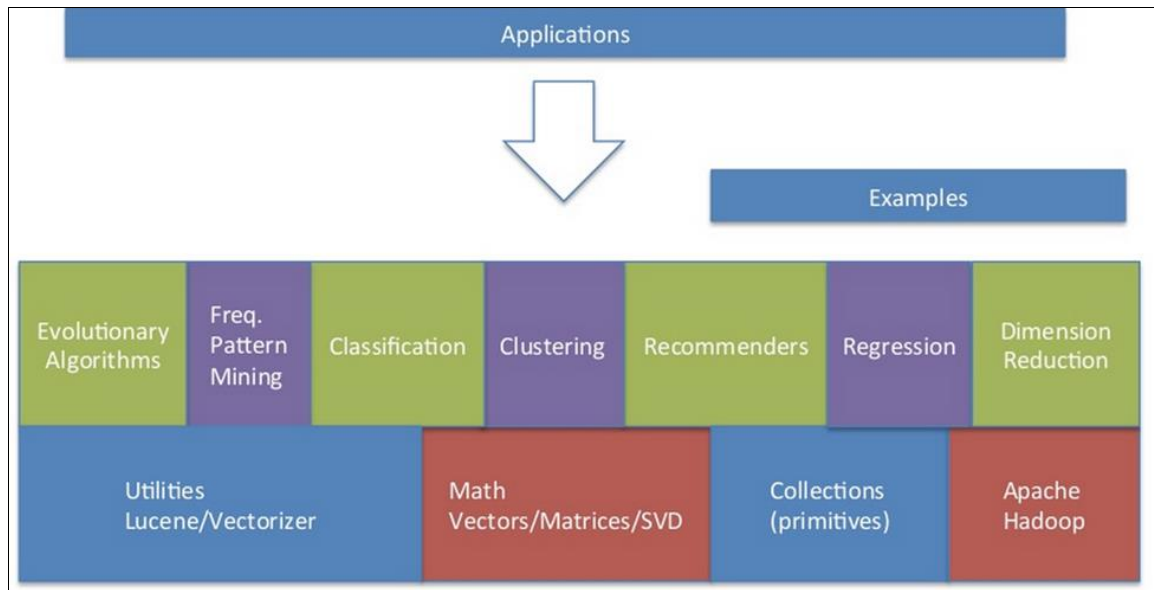 Applications
Examples
Evolutionary
Algorithms
Freq.
Pattern
Mining
Classification
Clustering
Recommenders
Regression
Dimension
Reduction
Utilities
Lucene/Vectorizer
Math
Vectors/Matrices/SVD
Collections
(primitives)
Apache
Hadoop